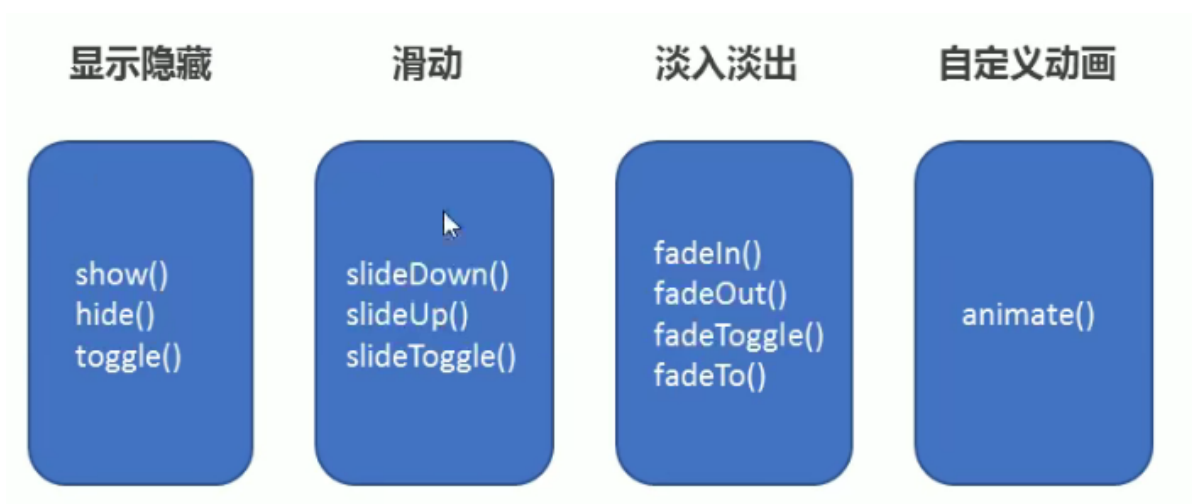 显示隐藏
滑动
淡入淡出
自定义动画
show()
hide()
toggle()
slideDown()
slideUp()
slideToggle()
fadeIn()
fadeOut()
fadeToggle()
fadeTo()
animate()